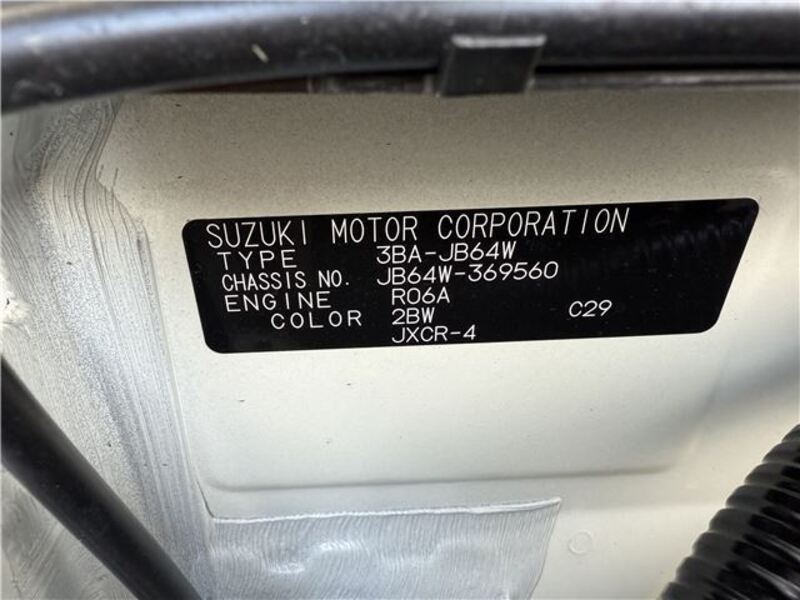 SUZUKI MOTOR CORPORATION
TYPE 3BA-JB64W
CHASSIS NO. JB64W-369560
ENGINE R06A
COLOR 2BW C29
JXCR-4